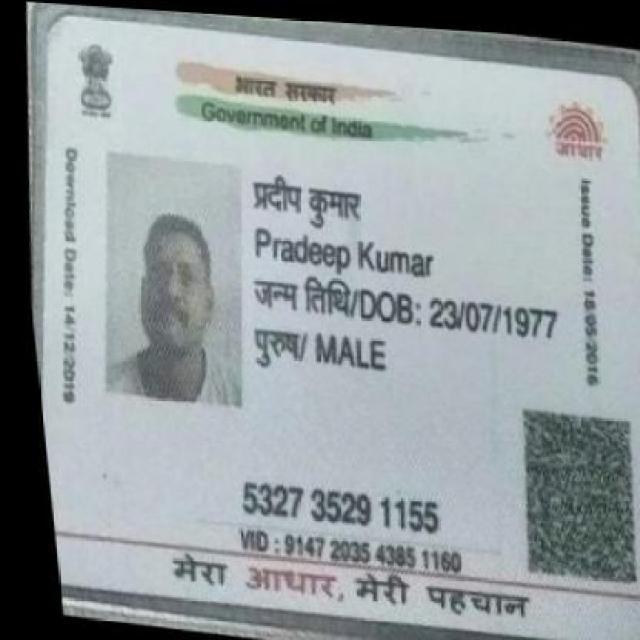 भारत सरकार
Government of India
आधार
Download Date: 14/12/2019
Issue Date: 18/05/2016
प्रदीप कुमार
Pradeep Kumar
जन्म तिथि/DOB: 23/07/1977
पुरुष/ MALE
5327 3529 1155
VID : 9147 2035 4385 1160
मेरा आधार, मेरी पहचान